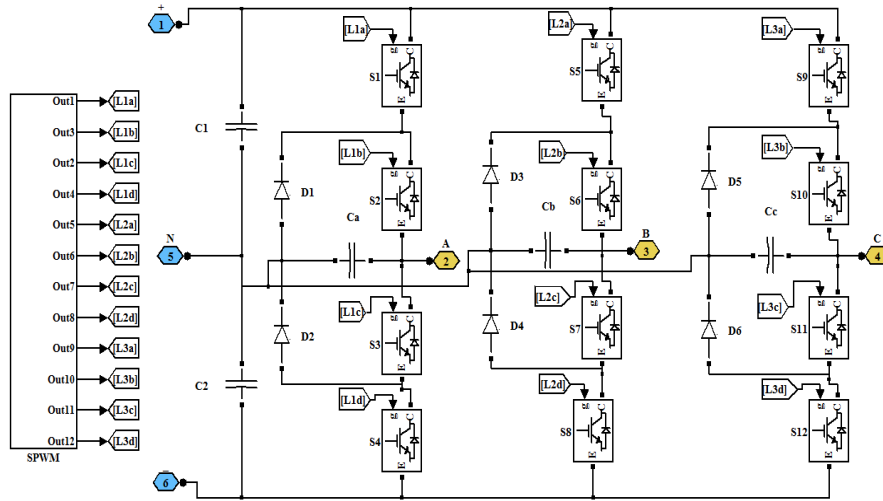 +
1
[L1a]
[L2a]
[L3a]
g C
S1
E
g C
S5
E
g C
S9
E
Out1 [L1a]
Out3 [L1b]
Out2 [L1c]
Out4 [L1d]
Out5 [L2a]
Out6 [L2b]
Out7 [L2c]
Out8 [L2d]
Out9 [L3a]
Out10 [L3b]
Out11 [L3c]
Out12 [L3d]
SPWM
C1
[L1b]
[L2b]
[L3b]
D1
D3
D5
g C
S2
E
g C
S6
E
g C
S10
E
N
5
Ca
A
2
Cb
B
3
Cc
C
4
[L1c]
[L2c]
[L3c]
D2
D4
D6
g C
S3
E
g C
S7
E
g C
S11
E
C2
[L1d]
[L2d]
[L3d]
g C
S4
E
g C
S8
E
g C
S12
E
–
6